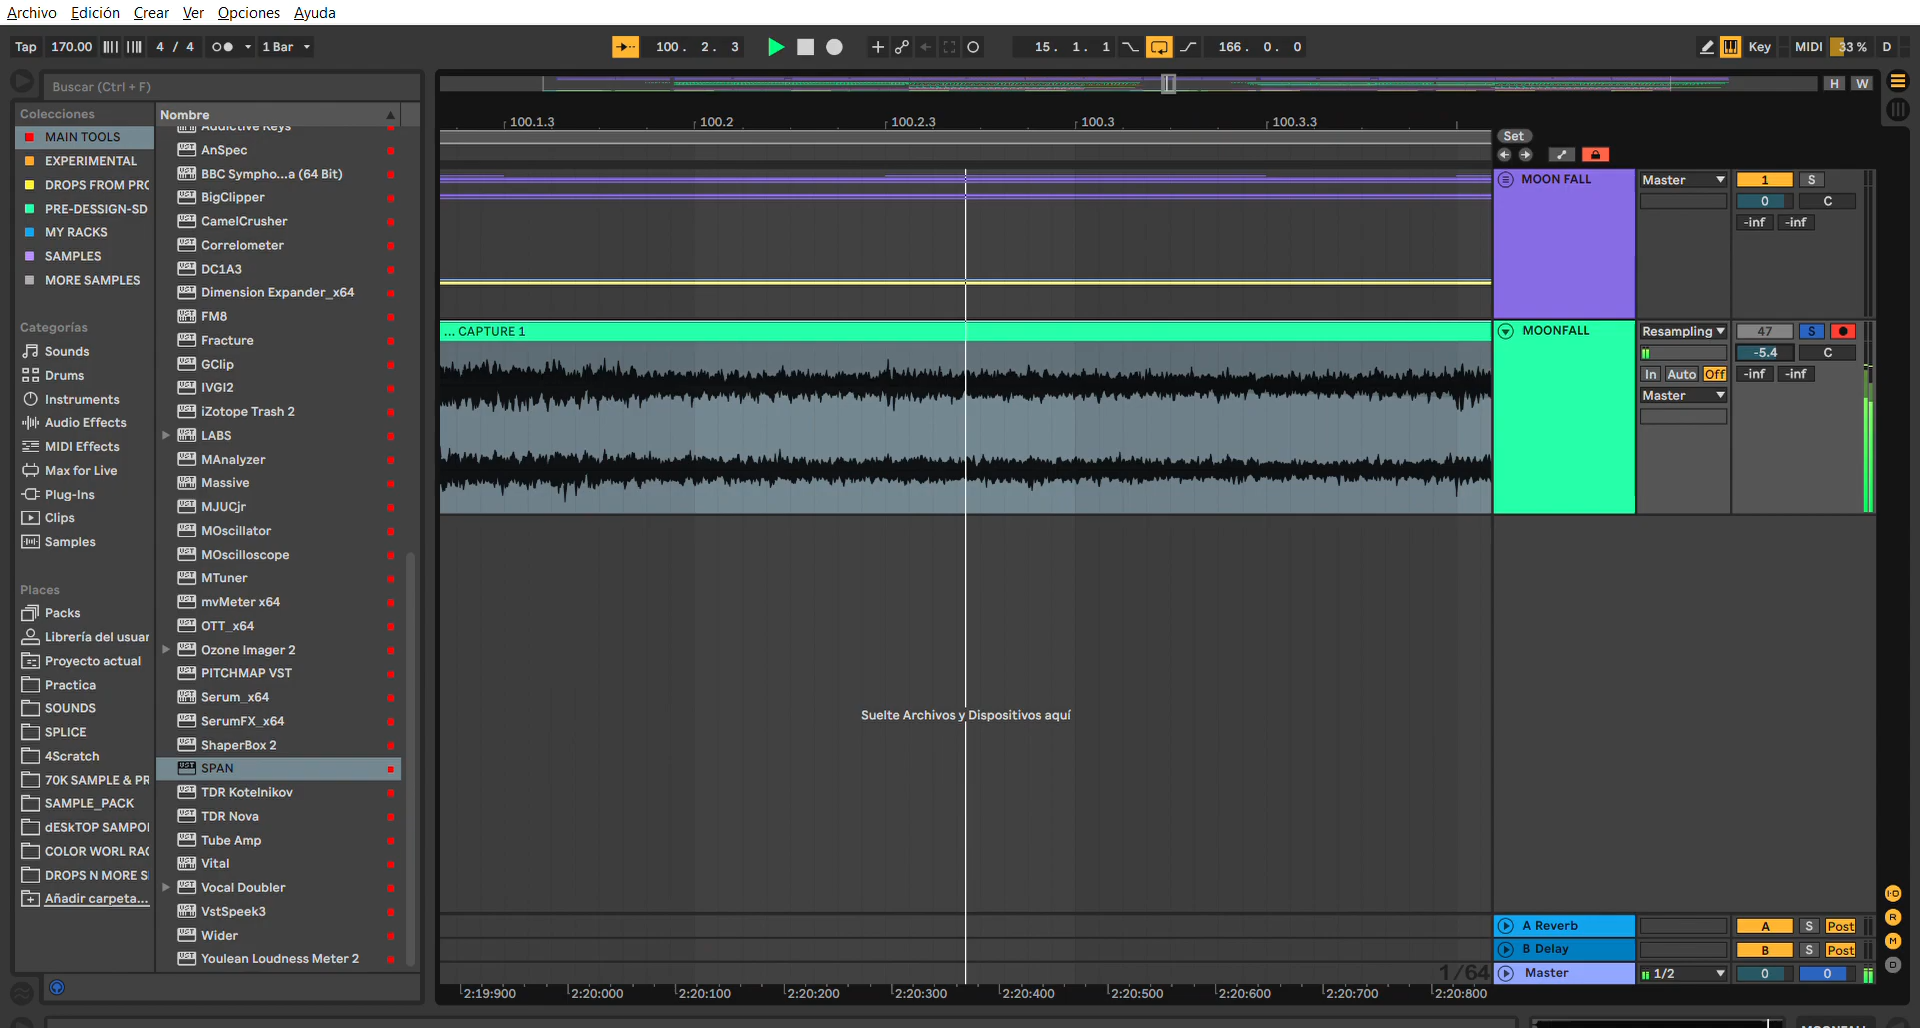 Archivo Edición Crear Ver Opciones Ayuda
Tap 170.00 4 / 4 1 Bar 100. 2. 3 15. 1. 1 166. 0. 0 Key MIDI 33 % D
Buscar (Ctrl + F)
H W
Colecciones
MAIN TOOLS
EXPERIMENTAL
DROPS FROM PRC
PRE-DESSIGN-SD
MY RACKS
SAMPLES
MORE SAMPLES
Categorías
Sounds
Drums
Instruments
Audio Effects
MIDI Effects
Max for Live
Plug-Ins
Clips
Samples
Places
Packs
Librería del usuar
Proyecto actual
Practica
SOUNDS
SPLICE
4Scratch
70K SAMPLE & PR
SAMPLE_PACK
dESkTOP SAMPO
COLOR WORL RAC
DROPS N MORE S
Añadir carpeta...
Nombre
Addictive Keys
AnSpec
BBC Sympho...a (64 Bit)
BigClipper
CamelCrusher
Correlometer
DC1A3
Dimension Expander_x64
FM8
Fracture
GClip
IVGI2
iZotope Trash 2
LABS
MAnalyzer
Massive
MJUCjr
MOscillator
MOscilloscope
MTuner
mvMeter x64
OTT_x64
Ozone Imager 2
PITCHMAP VST
Serum_x64
SerumFX_x64
ShaperBox 2
SPAN
TDR Kotelnikov
TDR Nova
Tube Amp
Vital
Vocal Doubler
VstSpeek3
Wider
Youlean Loudness Meter 2
100.1.3 100.2 100.2.3 100.3 100.3.3
Set
MOON FALL Master 1 S
0 C
-inf -inf
... CAPTURE 1
MOONFALL Resampling 47 S
-5.4 C
In Auto Off -inf -inf
Master
Suelte Archivos y Dispositivos aquí
A Reverb A S Post
B Delay B S Post
1/64 Master 1/2 0 0
2:19:900 2:20:000 2:20:100 2:20:200 2:20:300 2:20:400 2:20:500 2:20:600 2:20:700 2:20:800
I·O
R
M
D
MOONFALL